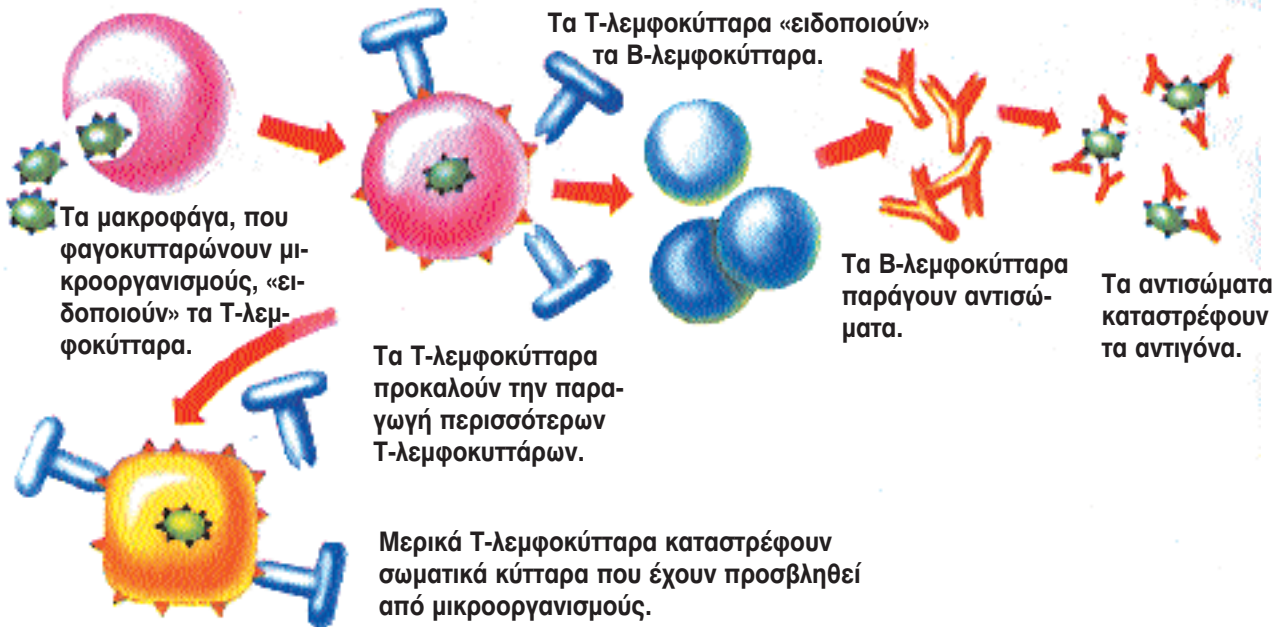 Τα Τ-λεμφοκύτταρα «ειδοποιούν»
τα Β-λεμφοκύτταρα.
Τα μακροφάγα, που
φαγοκυτταρώνουν μι-
κροοργανισμούς, «ει-
δοποιούν» τα Τ-λεμ-
φοκύτταρα.
Τα Β-λεμφοκύτταρα
παράγουν αντισώ-
ματα.
Τα αντισώματα
καταστρέφουν
τα αντιγόνα.
Τα Τ-λεμφοκύτταρα
προκαλούν την παρα-
γωγή περισσότερων
Τ-λεμφοκυττάρων.
Μερικά Τ-λεμφοκύτταρα καταστρέφουν
σωματικά κύτταρα που έχουν προσβληθεί
από μικροοργανισμούς.